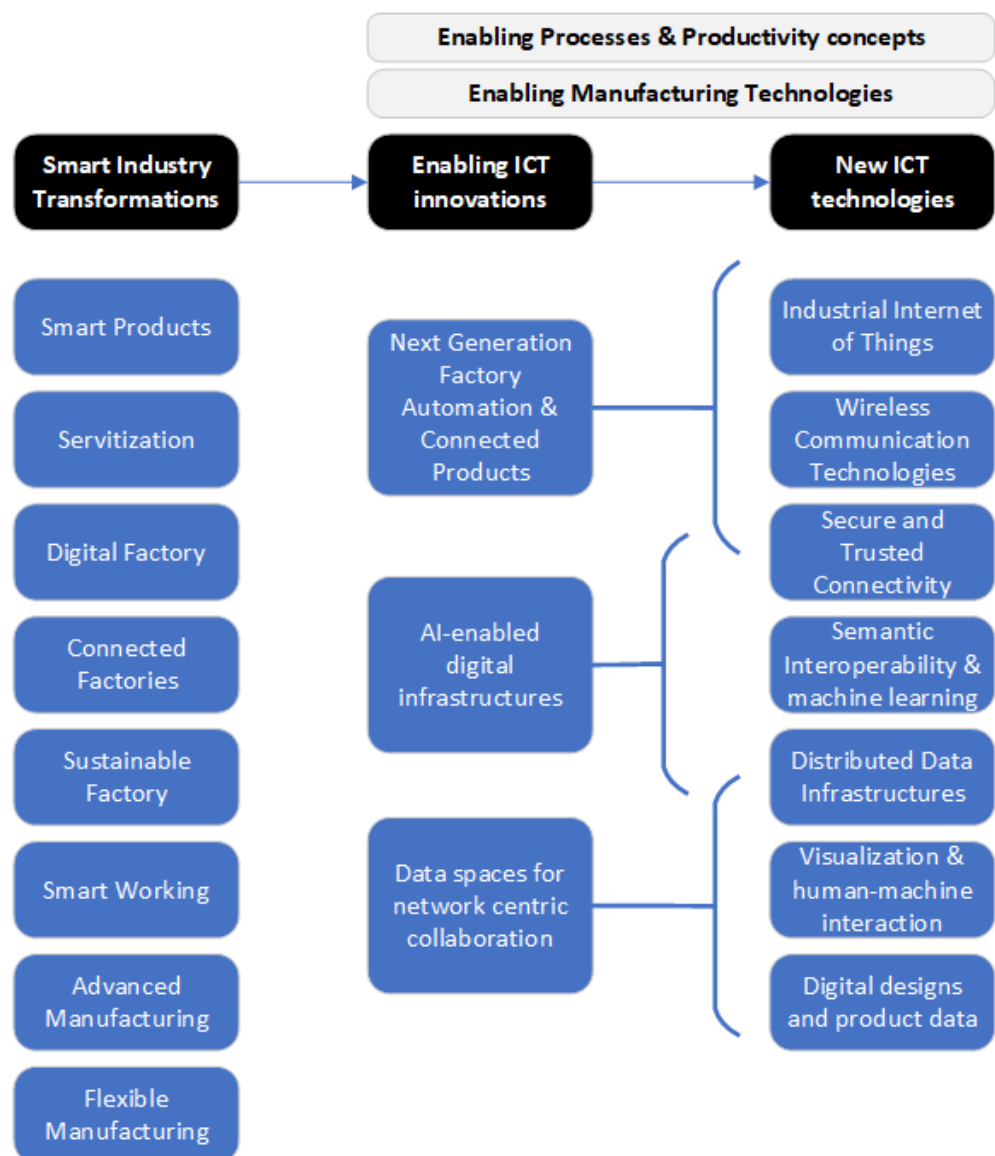 Enabling Processes & Productivity concepts
Enabling Manufacturing Technologies
Smart Industry
Transformations
Enabling ICT
innovations
New ICT
technologies
Smart Products
Servitization
Digital Factory
Connected
Factories
Sustainable
Factory
Smart Working
Advanced
Manufacturing
Flexible
Manufacturing
Next Generation
Factory
Automation &
Connected
Products
AI-enabled
digital
infrastructures
Data spaces for
network centric
collaboration
Industrial Internet
of Things
Wireless
Communication
Technologies
Secure and
Trusted
Connectivity
Semantic
Interoperability &
machine learning
Distributed Data
Infrastructures
Visualization &
human-machine
interaction
Digital designs
and product data